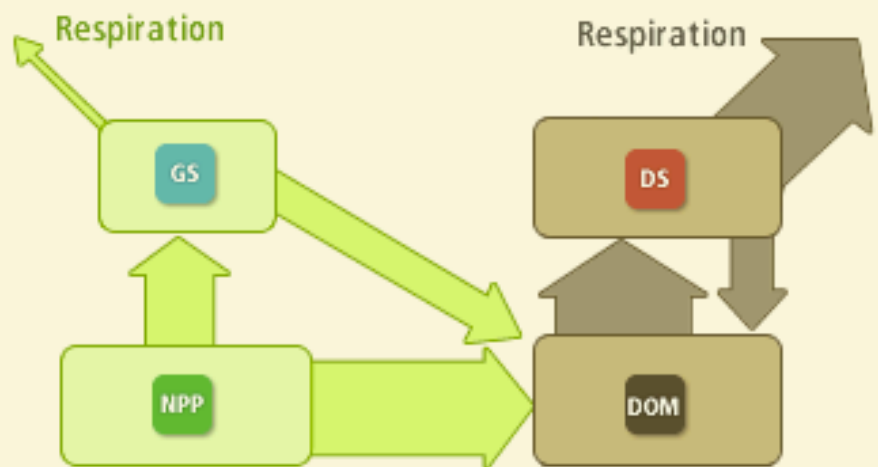 Respiration
Respiration
GS
DS
NPP
DOM